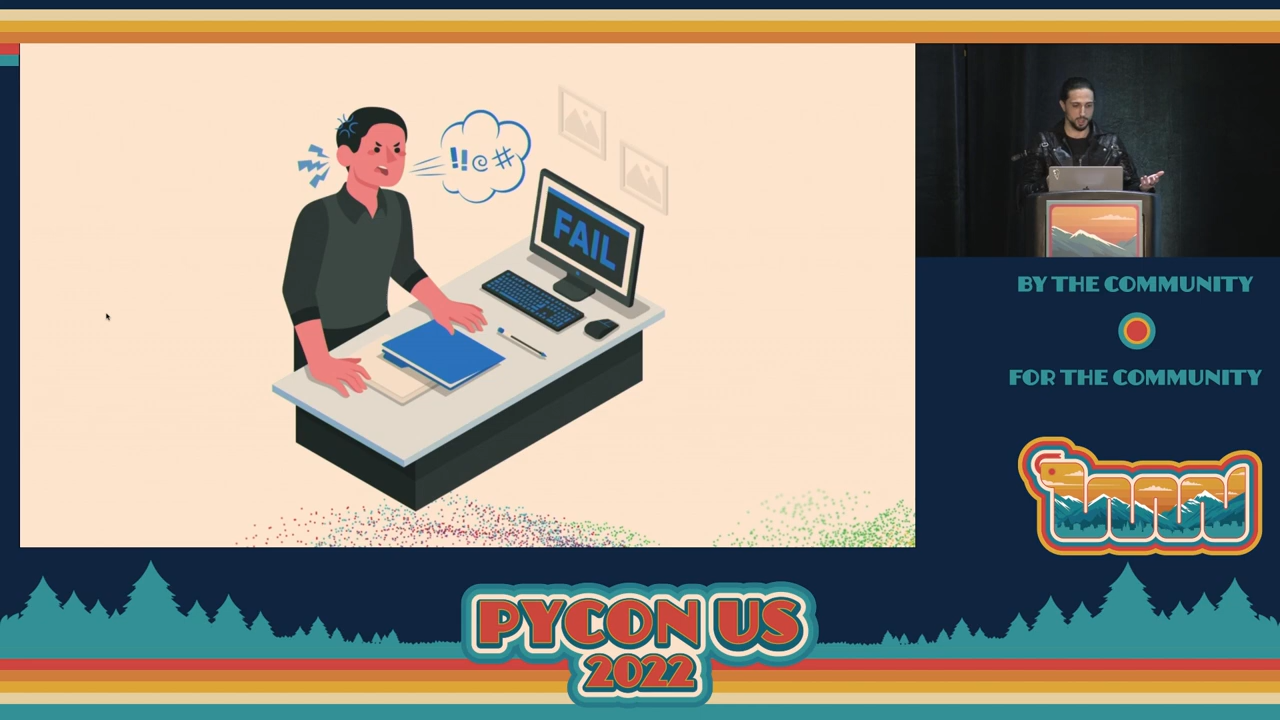 !!@#
FAIL
BY THE COMMUNITY
FOR THE COMMUNITY
PYCON US
2022